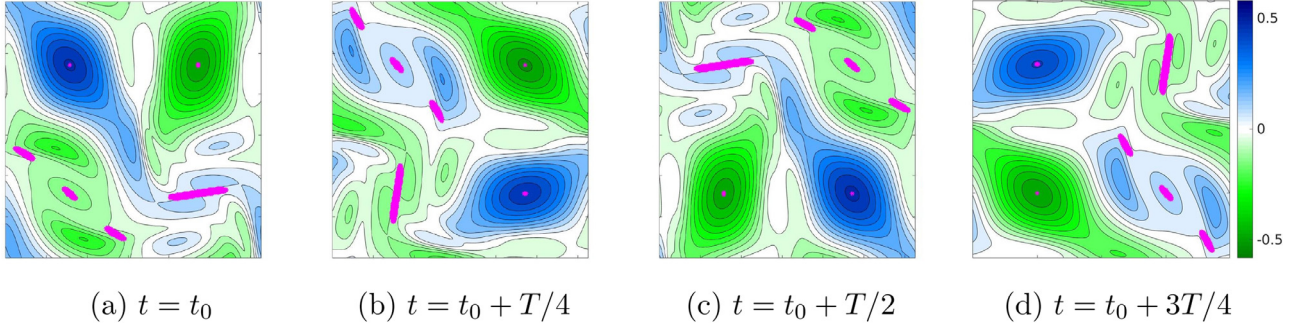 0.5
0
-0.5
(a) t = t₀
(b) t = t₀ + T/4
(c) t = t₀ + T/2
(d) t = t₀ + 3T/4